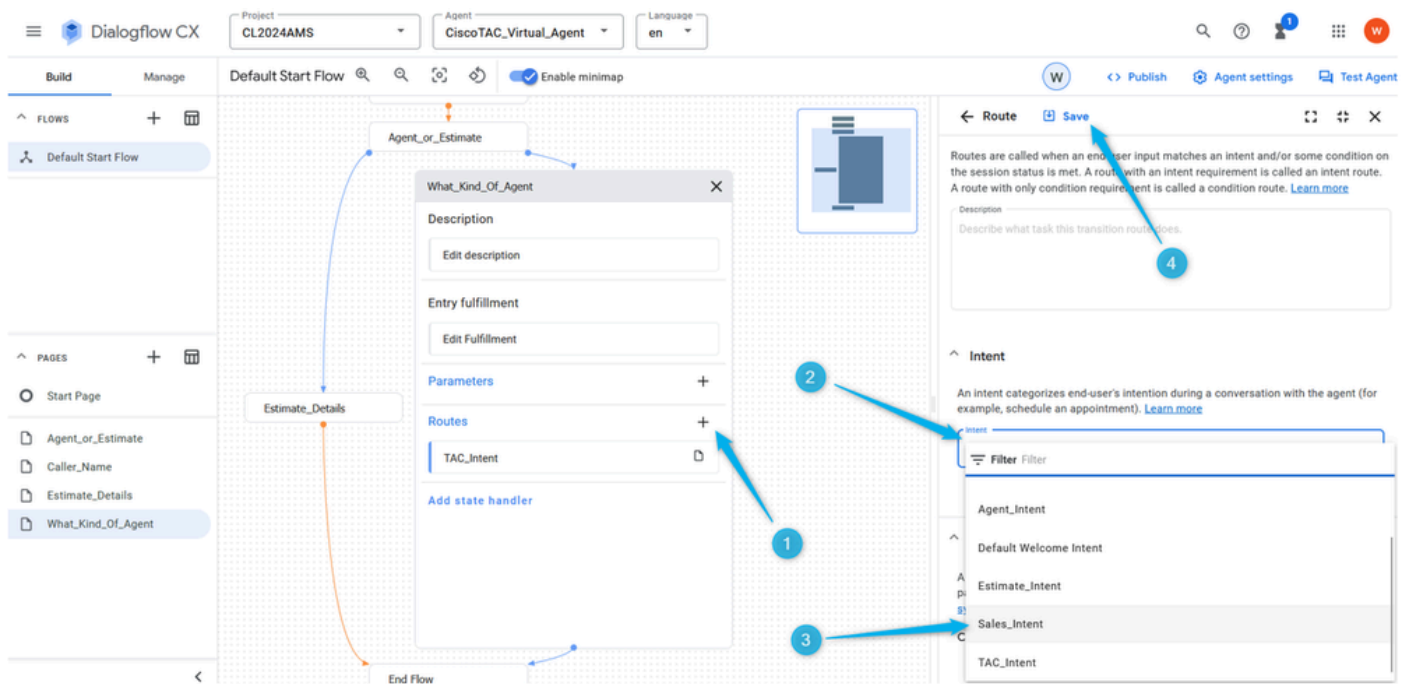 Dialogflow CX
Project
CL2024AMS
Agent
CiscoTAC_Virtual_Agent
Language
en
1
W
Build
Manage
Default Start Flow
Enable minimap
W
Publish
Agent settings
Test Agent
FLOWS
Default Start Flow
PAGES
Start Page
Agent_or_Estimate
Caller_Name
Estimate_Details
What_Kind_Of_Agent
Agent_or_Estimate
What_Kind_Of_Agent
Description
Edit description
Entry fulfillment
Edit Fulfillment
Parameters
Routes
TAC_Intent
Add state handler
Estimate_Details
End Flow
1
2
3
4
Route
Save
Routes are called when an end-user input matches an intent and/or some condition on
the session status is met. A route with an intent requirement is called an intent route.
A route with only condition requirement is called a condition route. Learn more
Description
Describe what task this transition route does.
Intent
An intent categorizes end-user's intention during a conversation with the agent (for
example, schedule an appointment). Learn more
Intent
Filter Filter
Agent_Intent
Default Welcome Intent
Estimate_Intent
Sales_Intent
TAC_Intent